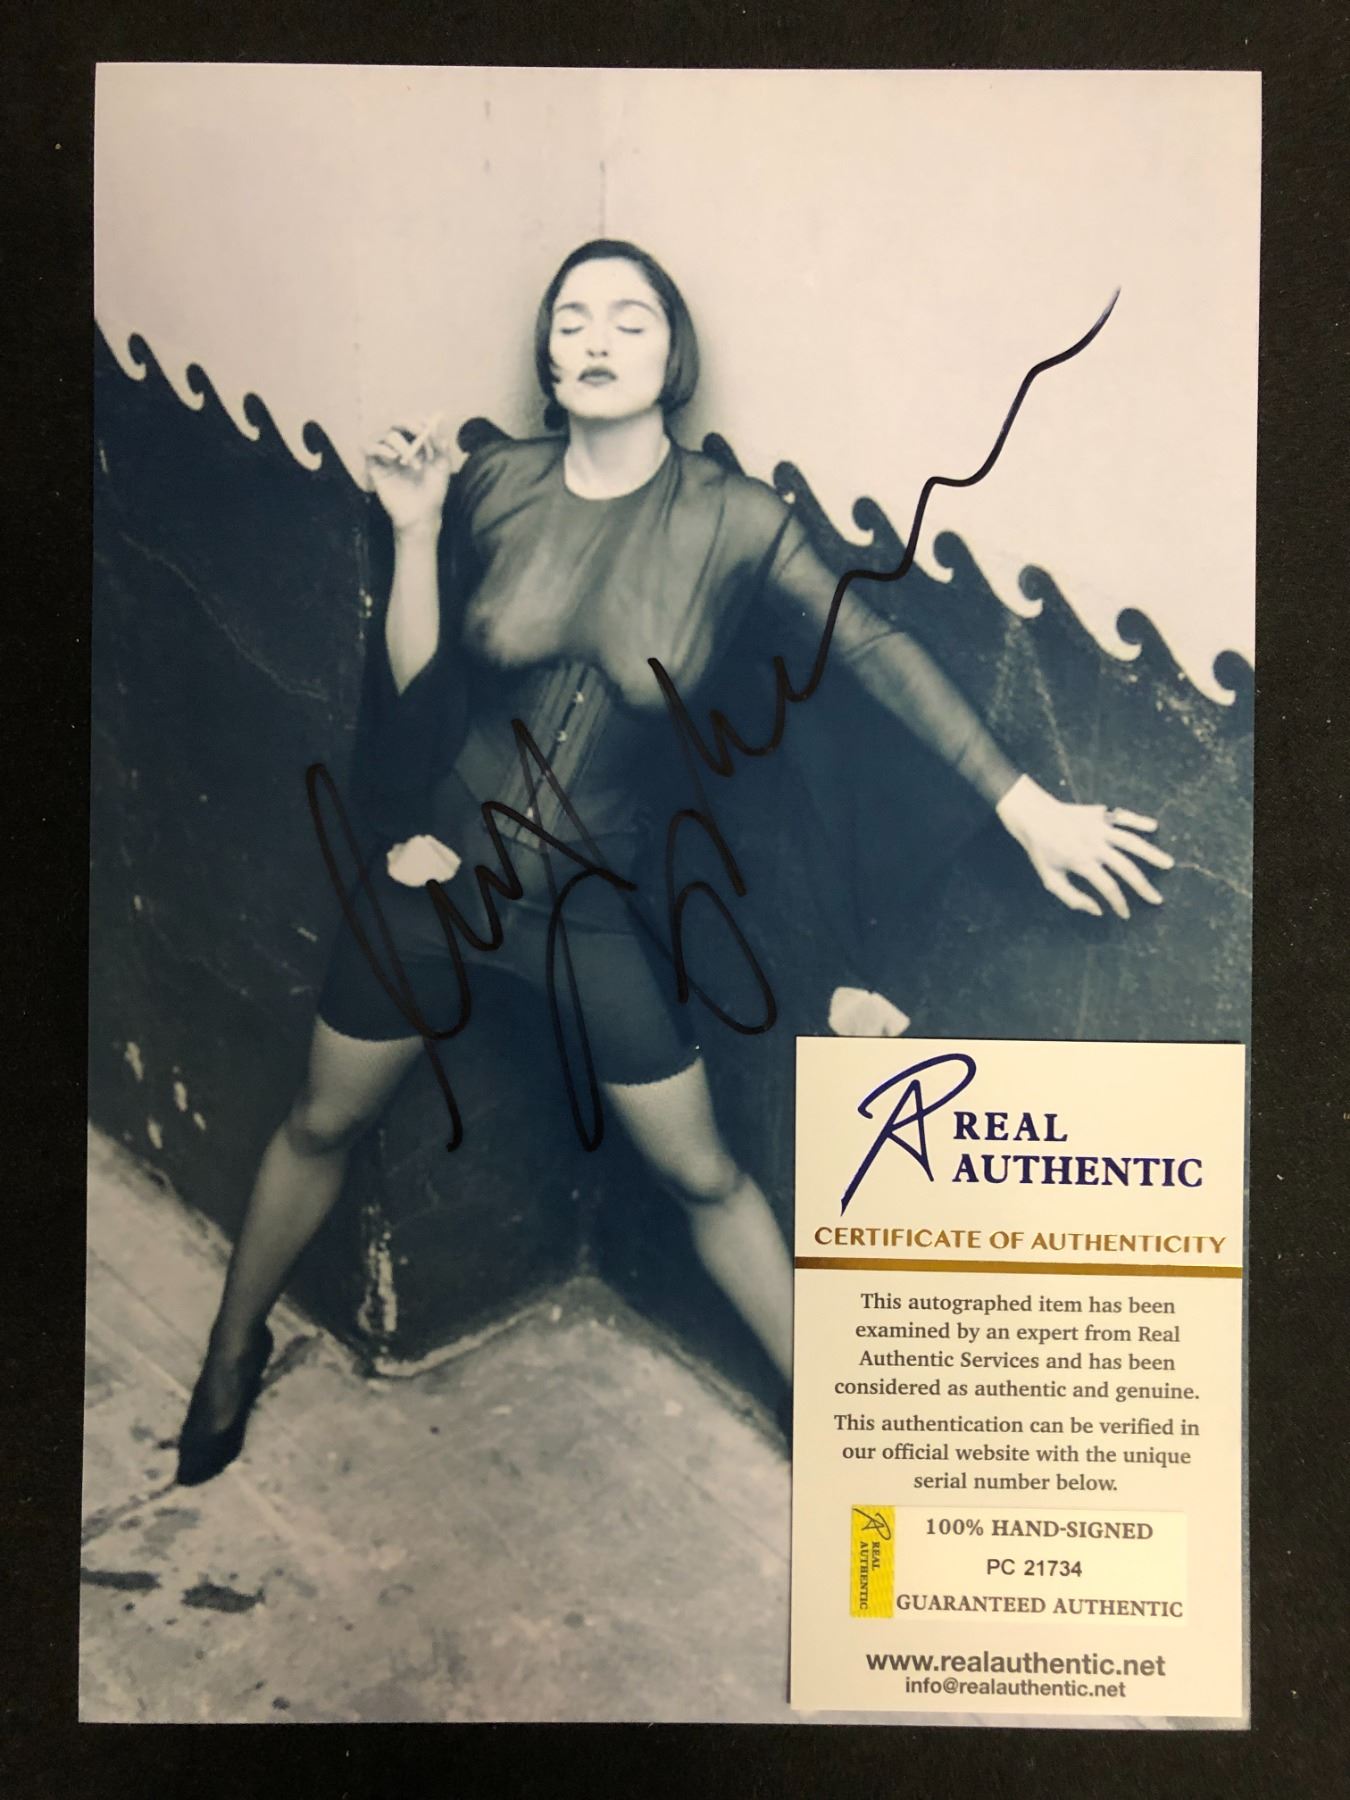 REAL
AUTHENTIC
CERTIFICATE OF AUTHENTICITY
This autographed item has been
examined by an expert from Real
Authentic Services and has been
considered as authentic and genuine.
This authentication can be verified in
our official website with the unique
serial number below.
REAL
AUTHENTIC
100% HAND-SIGNED
PC 21734
GUARANTEED AUTHENTIC
www.realauthentic.net
info@realauthentic.net